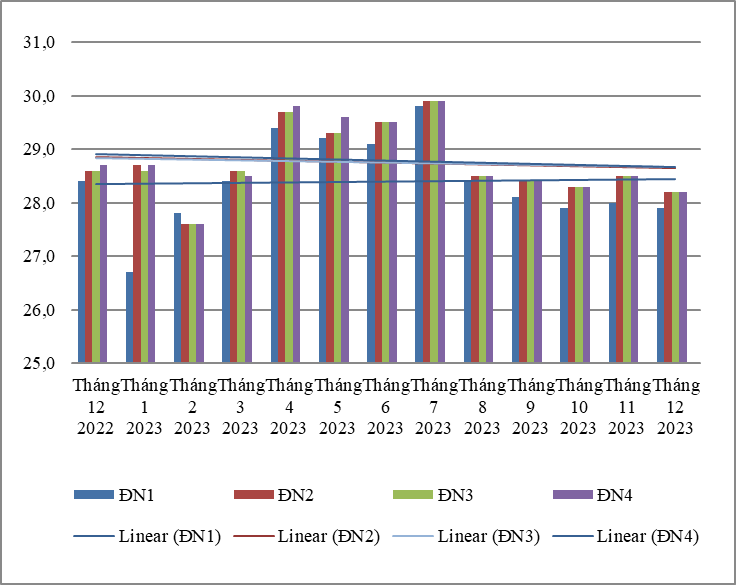 31,0
30,0
29,0
28,0
27,0
26,0
25,0
Tháng 12 2022
Tháng 1 2023
Tháng 2 2023
Tháng 3 2023
Tháng 4 2023
Tháng 5 2023
Tháng 6 2023
Tháng 7 2023
Tháng 8 2023
Tháng 9 2023
Tháng 10 2023
Tháng 11 2023
Tháng 12 2023
ĐN1 ĐN2 ĐN3 ĐN4
Linear (ĐN1) Linear (ĐN2) Linear (ĐN3) Linear (ĐN4)